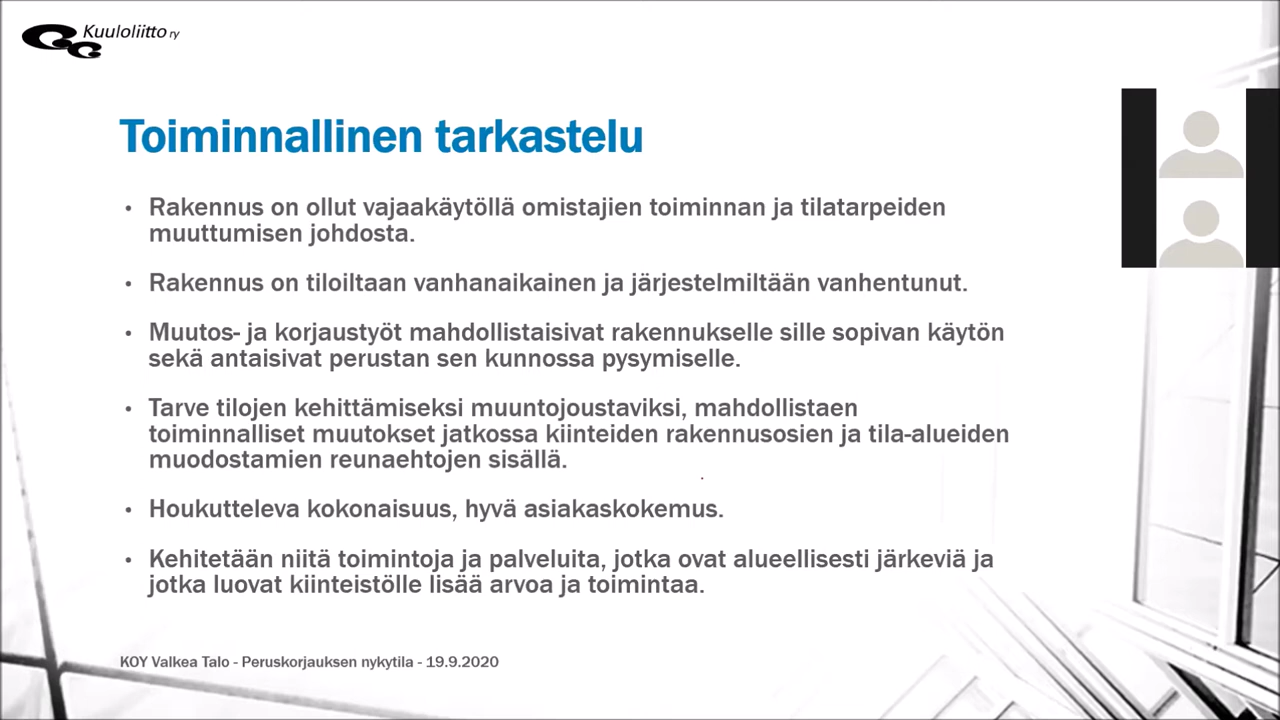 Kuuloliitto ry
Toiminnallinen tarkastelu
• Rakennus on ollut vajaakäytöllä omistajien toiminnan ja tilatarpeiden
muuttumisen johdosta.
• Rakennus on tiloiltaan vanhanaikainen ja järjestelmiltään vanhentunut.
• Muutos- ja korjaustyöt mahdollistaisivat rakennukselle sille sopivan käytön
sekä antaisivat perustan sen kunnossa pysymiselle.
• Tarve tilojen kehittämiseksi muuntojoustaviksi, mahdollistaen
toiminnalliset muutokset jatkossa kiinteiden rakennusosien ja tila-alueiden
muodostamien reunaehtojen sisällä.
• Houkutteleva kokonaisuus, hyvä asiakaskokemus.
• Kehitetään niitä toimintoja ja palveluita, jotka ovat alueellisesti järkeviä ja
jotka luovat kiinteistölle lisää arvoa ja toimintaa.
KOY Valkea Talo - Peruskorjauksen nykytila - 19.9.2020